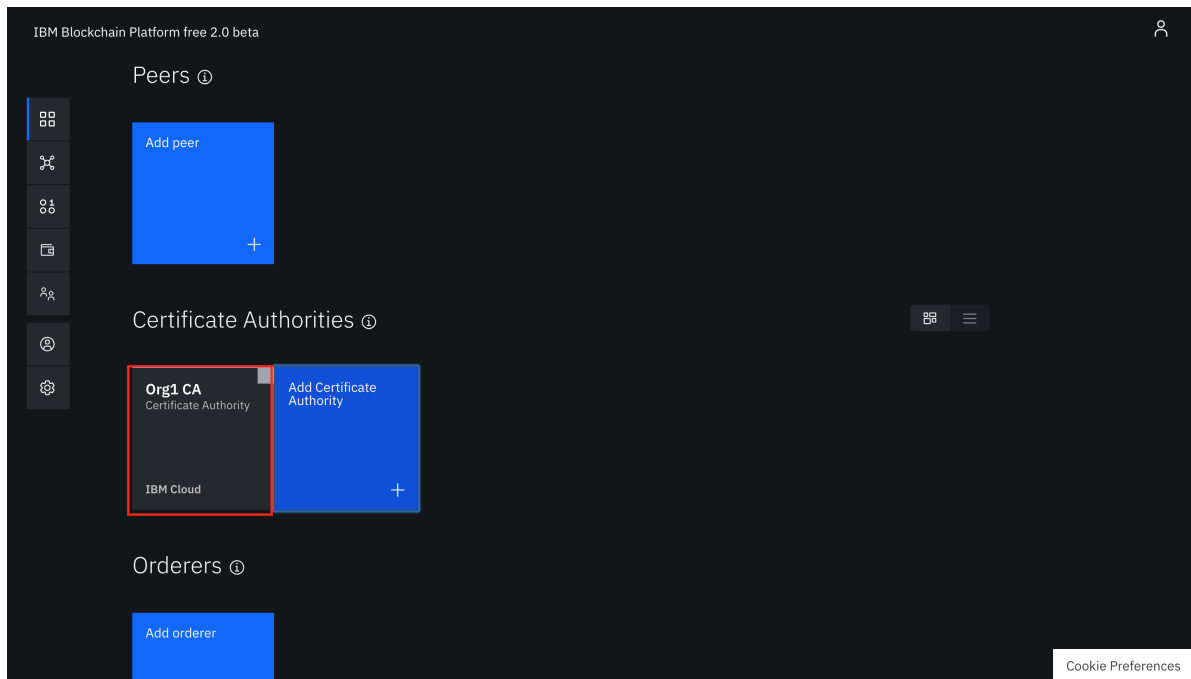 IBM Blockchain Platform free 2.0 beta
Peers
Add peer
Certificate Authorities
Org1 CA
Certificate Authority
IBM Cloud
Add Certificate
Authority
Orderers
Add orderer
Cookie Preferences